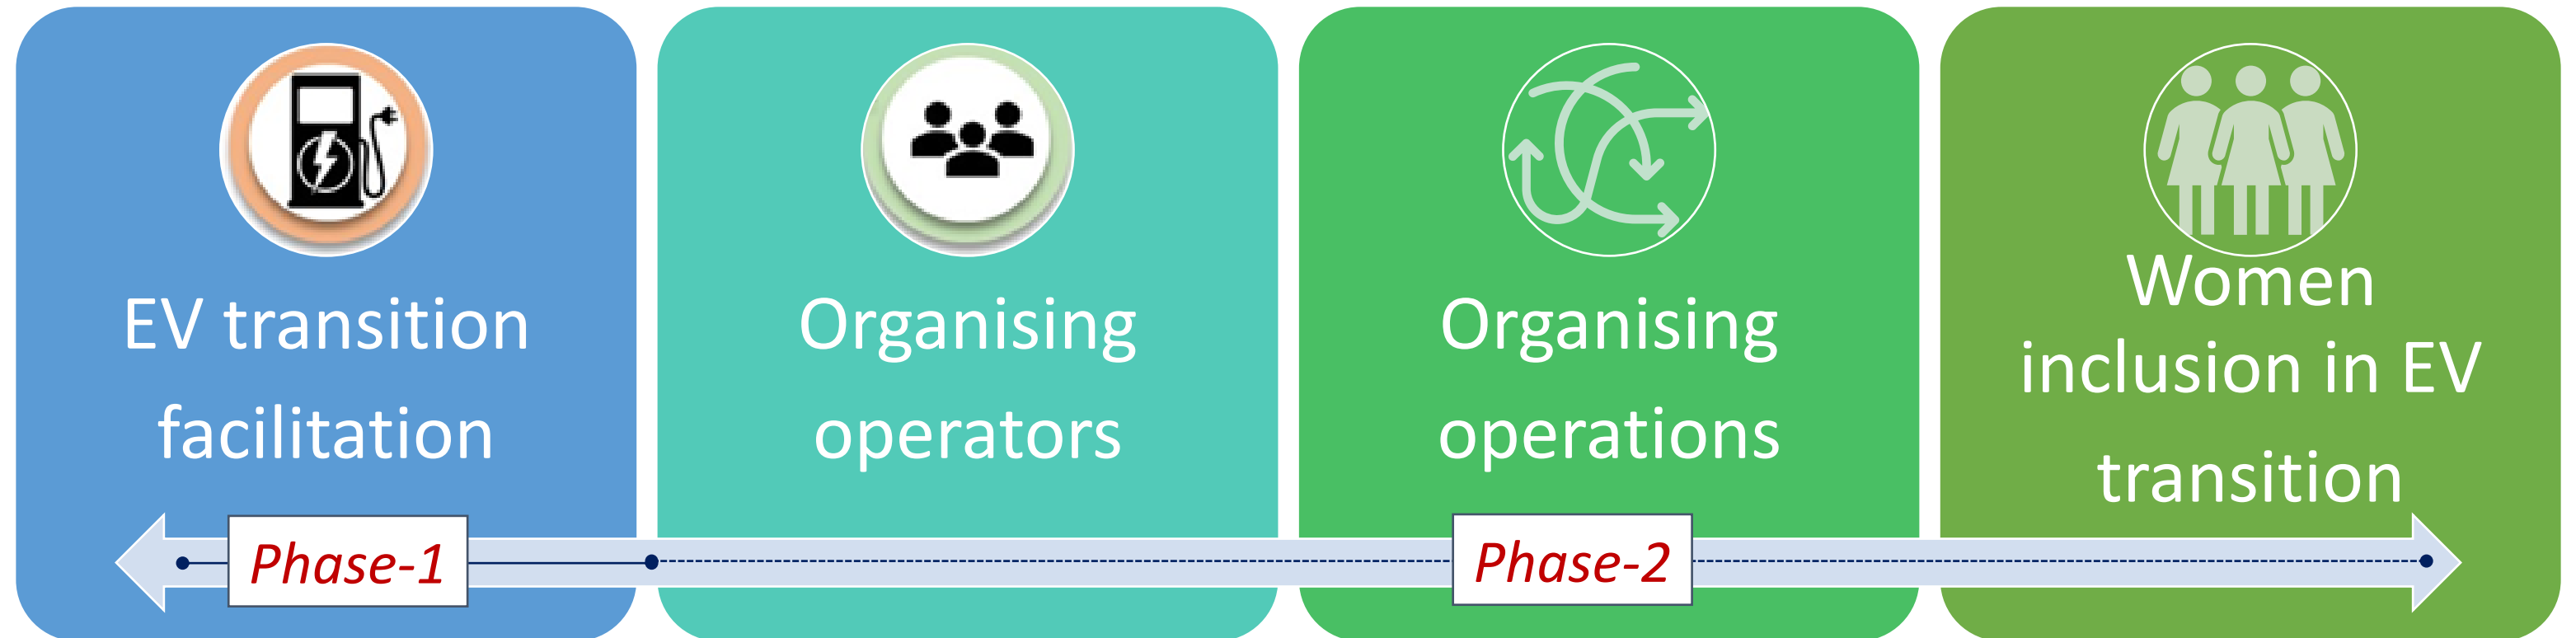 EV transition
facilitation
Organising
operators
Organising
operations
Women
inclusion in EV
transition
Phase-1
Phase-2